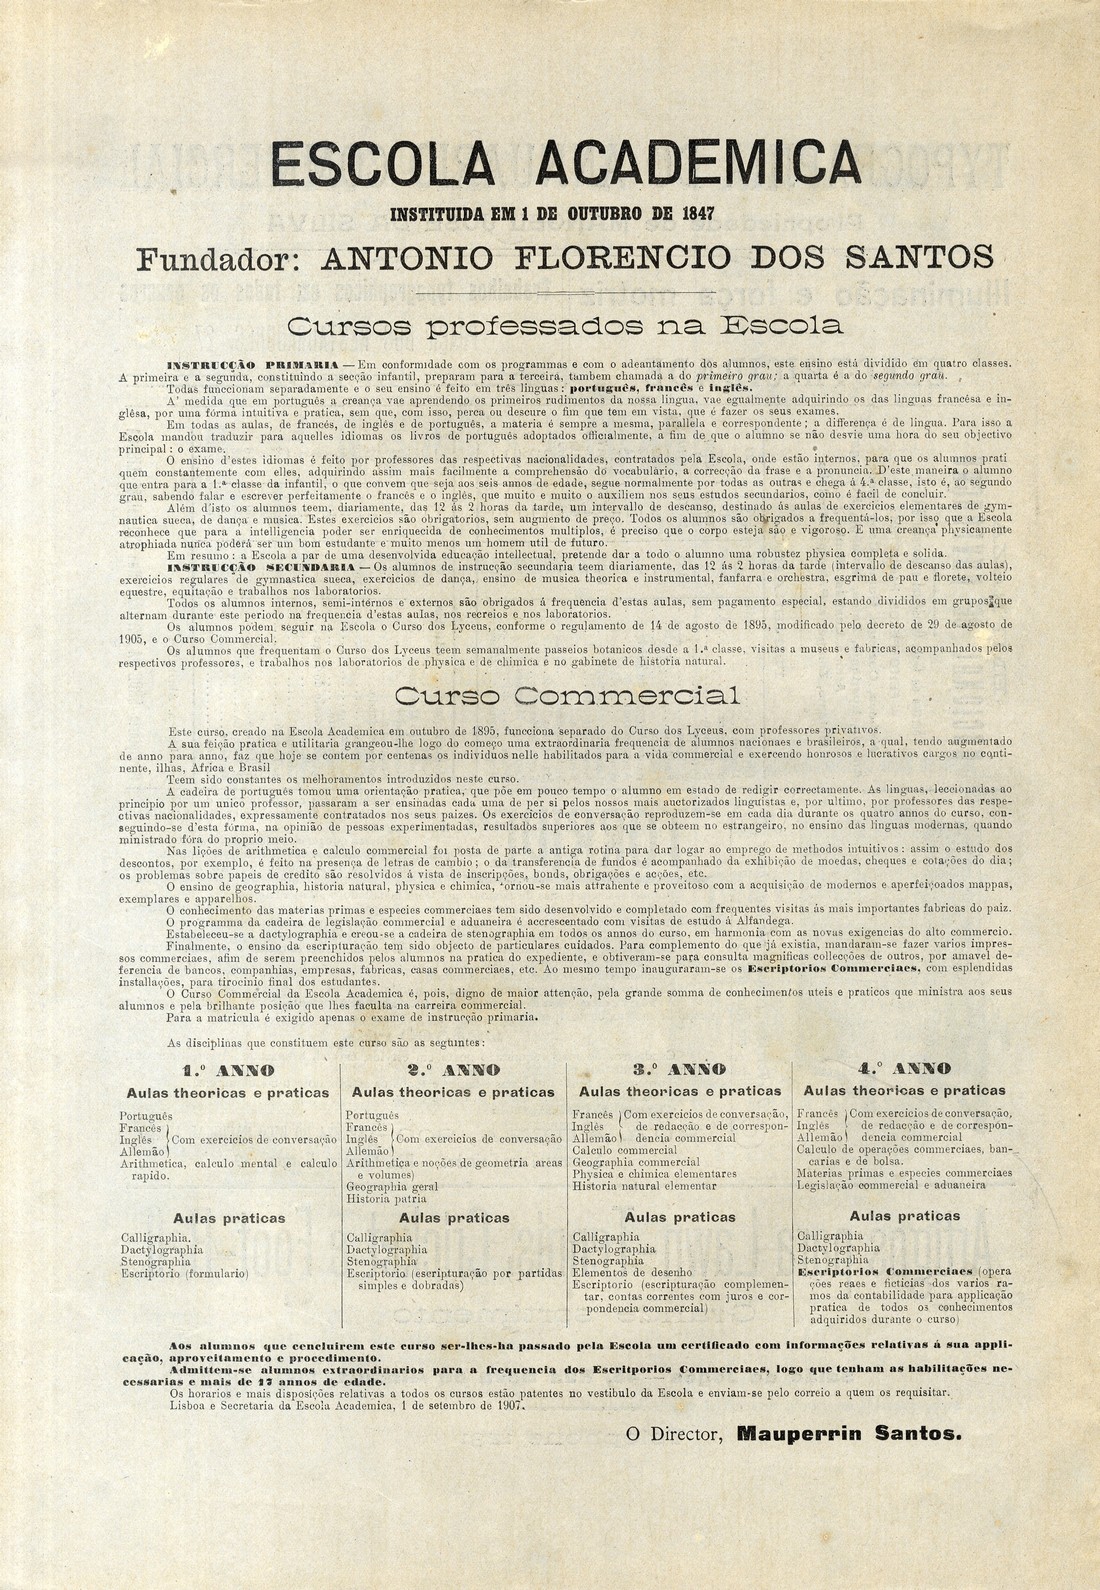 ESCOLA ACADEMICA
INSTITUIDA EM 1 DE OUTUBRO DE 1847
Fundador: ANTONIO FLORENCIO DOS SANTOS
Cursos professados na Escola
INSTRUCÇÃO PRIMARIA — Em conformidade com os programmas e com o adeantamento dos alumnos, este ensino está dividido em quatro classes.
A primeira e a segunda, constituindo a secção infantil, preparam para a terceira, tambem chamada a do primeiro grau; a quarta é a do segundo grau.
Todas funccionam separadamente e o seu ensino é feito em três linguas: português, francês e inglês.
A' medida que em português a creança vae aprendendo os primeiros rudimentos da nossa lingua, vae egualmente adquirindo os das linguas francêsa e in-
glêsa, por uma fórma intuitiva e pratica, sem que, com isso, perca ou descure o fim que tem em vista, que é fazer os seus exames.
Em todas as aulas, de francês, de inglês e de português, a materia é sempre a mesma, parallela e correspondente; a differença é de lingua. Para isso a
Escola mandou traduzir para aquelles idiomas os livros de português adoptados officialmente, a fim de que o alumno se não desvie uma hora do seu objectivo
principal: o exame.
O ensino d'estes idiomas é feito por professores das respectivas nacionalidades, contratados pela Escola, onde estão internos, para que os alumnos prati
quem constantemente com elles, adquirindo assim mais facilmente a comprehensão do vocabulario, a correcção da frase e a pronuncia. D'este maneira o alumno
que entra para a 1.ª classe da infantil, o que convem que seja aos seis annos de edade, segue normalmente por todas as outras e chega á 4.ª classe, isto é, ao segundo
grau, sabendo falar e escrever perfeitamente o francês e o inglês, que muito e muito o auxiliem nos seus estudos secundarios, como é facil de concluir.
Além d'isto os alumnos teem, diariamente, das 12 ás 2 horas da tarde, um intervallo de descanso, destinado ás aulas de exercicios elementares de gym-
nautica sueca, de dança e musica. Estes exercicios são obrigatorios, sem augmento de preço. Todos os alumnos são obrigados a frequentá-los, por isso que a Escola
reconhece que para a intelligencia poder ser enriquecida de conhecimentos multiplos, é preciso que o corpo esteja são e vigoroso. E uma creança physicamente
atrophiada nunca poderá ser um bom estudante e muito menos um homem util de futuro.
Em resumo: a Escola a par de uma desenvolvida educação intellectual, pretende dar a todo o alumno uma robustez physica completa e solida.
INSTRUCÇÃO SECUNDARIA — Os alumnos de instrucção secundaria teem diariamente, das 12 ás 2 horas da tarde (intervallo de descanso das aulas),
exercicios regulares de gymnastica sueca, exercicios de dança, ensino de musica theorica e instrumental, fanfarra e orchestra, esgrima de pau e florete, volteio
equestre, equitação e trabalhos nos laboratorios.
Todos os alumnos internos, semi-internos e externos são obrigados á frequencia d'estas aulas, sem pagamento especial, estando divididos em grupos que
alternam durante este periodo na frequencia d'estas aulas, nos recreios e nos laboratorios.
Os alumnos podem seguir na Escola o Curso dos Lyceus, conforme o regulamento de 14 de agosto de 1895, modificado pelo decreto de 29 de agosto de
1905, e o Curso Commercial.
Os alumnos que frequentam o Curso dos Lyceus teem semanalmente passeios botanicos desde a 1.ª classe, visitas a museus e fabricas, acompanhados pelos
respectivos professores, e trabalhos nos laboratorios de physica e de chimica e no gabinete de historia natural.
Curso Commercial
Este curso, creado na Escola Academica em outubro de 1895, funcciona separado do Curso dos Lyceus, com professores privativos.
A sua feição pratica e utilitaria grangeou-lhe logo do começo uma extraordinaria frequencia de alumnos nacionaes e brasileiros, a qual, tendo augmentado
de anno para anno, faz que hoje se contem por centenas os individuos nelle habilitados para a vida commercial e exercendo honrosos e lucrativos cargos no conti-
nente, ilhas, Africa e Brasil
Teem sido constantes os melhoramentos introduzidos neste curso.
A cadeira de português tomou uma orientação pratica, que põe em pouco tempo o alumno em estado de redigir correctamente. As linguas, leccionadas ao
principio por um unico professor, passaram a ser ensinadas cada uma de per si pelos nossos mais auctorizados linguistas e, por ultimo, por professores das respe-
ctivas nacionalidades, expressamente contratados nos seus paizes. Os exercicios de conversação reproduzem-se em cada dia durante os quatro annos do curso, con-
seguindo-se d'esta fórma, na opinião de pessoas experimentadas, resultados superiores aos que se obteem no estrangeiro, no ensino das linguas modernas, quando
ministrado fóra do proprio meio.
Nas lições de arithmetica e calculo commercial foi posta de parte a antiga rotina para dar logar ao emprego de methodos intuitivos: assim o estudo dos
descontos, por exemplo, é feito na presença de letras de cambio; o da transferencia de fundos é acompanhado da exhibição de moedas, cheques e cotações do dia;
os problemas sobre papeis de credito são resolvidos á vista de inscripções, bonds, obrigações e acções, etc.
O ensino de geographia, historia natural, physica e chimica, tornou-se mais attrahente e proveitoso com a acquisição de modernos e aperfeiçoados mappas,
exemplares e apparelhos.
O conhecimento das materias primas e especies commerciaes tem sido desenvolvido e completado com frequentes visitas ás mais importantes fabricas do paiz.
O programma da cadeira de legislação commercial e aduaneira é accrescentado com visitas de estudo á Alfandega.
Estabeleceu-se a dactylographia e creou-se a cadeira de stenographia em todos os annos do curso, em harmonia com as novas exigencias do alto commercio.
Finalmente, o ensino da escripturação tem sido objecto de particulares cuidados. Para complemento do que já existia, mandaram-se fazer varios impres-
sos commerciaes, afim de serem preenchidos pelos alumnos na pratica do expediente, e obtiveram-se para consulta magnificas collecções de outros, por amavel de-
ferencia de bancos, companhias, empresas, fabricas, casas commerciaes, etc. Ao mesmo tempo inauguraram-se os Escriptorios Commerciaes, com esplendidas
installações, para tirocinio final dos estudantes.
O Curso Commercial da Escola Academica é, pois, digno de maior attenção, pela grande somma de conhecimentos uteis e praticos que ministra aos seus
alumnos e pela brilhante posição que lhes faculta na carreira commercial.
Para a matricula é exigido apenas o exame de instrucção primaria.
As disciplinas que constituem este curso são as seguintes:
1.º ANNO
Aulas theoricas e praticas
Português
Francês
Inglês } Com exercicios de conversação
Allemão
Arithmetica, calculo mental e calculo
rapido.
Aulas praticas
Calligraphia.
Dactylographia
Stenographia
Escriptorio (formulario)
2.º ANNO
Aulas theoricas e praticas
Português
Francês
Inglês } Com exercicios de conversação
Allemão
Arithmetica e noções de geometria areas
e volumes)
Geographia geral
Historia patria
Aulas praticas
Calligraphia
Dactylographia
Stenographia
Escriptorio (escripturação por partidas
simples e dobradas)
3.º ANNO
Aulas theoricas e praticas
Francês } Com exercicios de conversação,
Inglês } de redacção e de correspon-
Allemão } dencia commercial
Calculo commercial
Geographia commercial
Physica e chimica elementares
Historia natural elementar
Aulas praticas
Calligraphia
Dactylographia
Stenographia
Elementos de desenho
Escriptorio (escripturação complemen-
tar, contas correntes com juros e cor-
pondencia commercial)
4.º ANNO
Aulas theoricas e praticas
Francês } Com exercicios de conversação,
Inglês } de redacção e de correspon-
Allemão } dencia commercial
Calculo de operações commerciaes, ban-
carias e de bolsa.
Materias primas e especies commerciaes
Legislação commercial e aduaneira
Aulas praticas
Calligraphia
Dactylographia
Stenographia
Escriptorios Commerciaes (opera
ções reaes e ficticias dos varios ra-
mos da contabilidade para applicação
pratica de todos os conhecimentos
adquiridos durante o curso)
Aos alumnos que concluirem este curso ser-lhes-ha passado pela Escola um certificado com informações relativas á sua appli-
cação, aproveitamento e procedimento.
Admittem-se alumnos extraordinarios para a frequencia dos Escritporios Commerciaes, logo que tenham as habilitações ne-
cessarias e mais de 17 annos de edade.
Os horarios e mais disposições relativas a todos os cursos estão patentes no vestibulo da Escola e enviam-se pelo correio a quem os requisitar.
Lisboa e Secretaria da Escola Academica, 1 de setembro de 1907.
O Director, Mauperrin Santos.